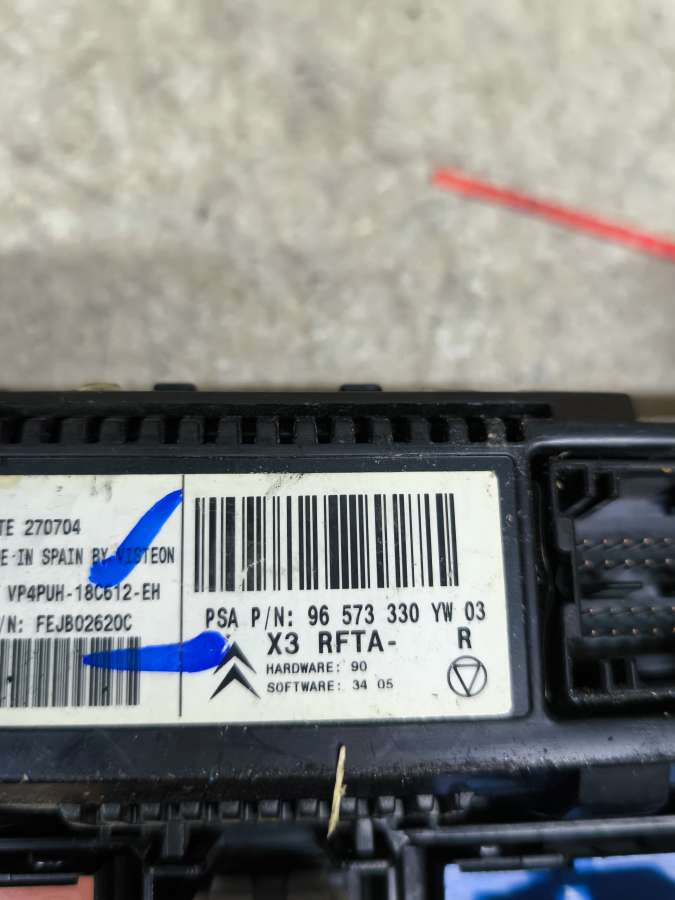 TE 270704
E IN SPAIN BY VISTEON
VP4PUH-18C612-EH
/N: FEJB02620C
PSA P/N: 96 573 330 YW 03
X3 RFTA- R
HARDWARE: 90
SOFTWARE: 34 05